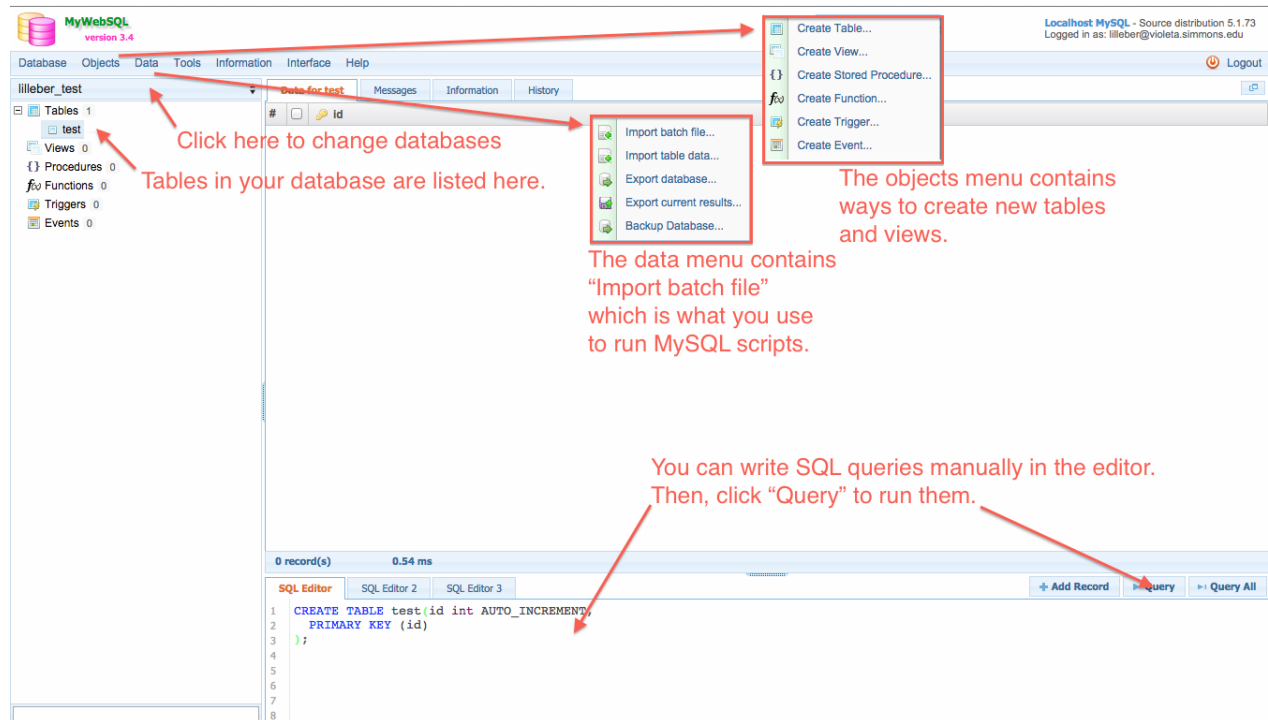 MyWebSQL
version 3.4
Localhost MySQL - Source distribution 5.1.73
Logged in as: lilleber@violeta.simmons.edu
Database Objects Data Tools Information Interface Help
Logout
lilleber_test
Data for test Messages Information History
Tables 1
test
Views 0
{} Procedures 0
f(x) Functions 0
Triggers 0
Events 0
# id
Click here to change databases
Tables in your database are listed here.
Import batch file...
Import table data...
Export database...
Export current results...
Backup Database...
Create Table...
Create View...
{} Create Stored Procedure...
f(x) Create Function...
Create Trigger...
Create Event...
The objects menu contains
ways to create new tables
and views.
The data menu contains
“Import batch file”
which is what you use
to run MySQL scripts.
You can write SQL queries manually in the editor.
Then, click “Query” to run them.
0 record(s) 0.54 ms
SQL Editor SQL Editor 2 SQL Editor 3
Add Record Query Query All
1 CREATE TABLE test(id int AUTO_INCREMENT,
2 PRIMARY KEY (id)
3 );
4
5
6
7
8